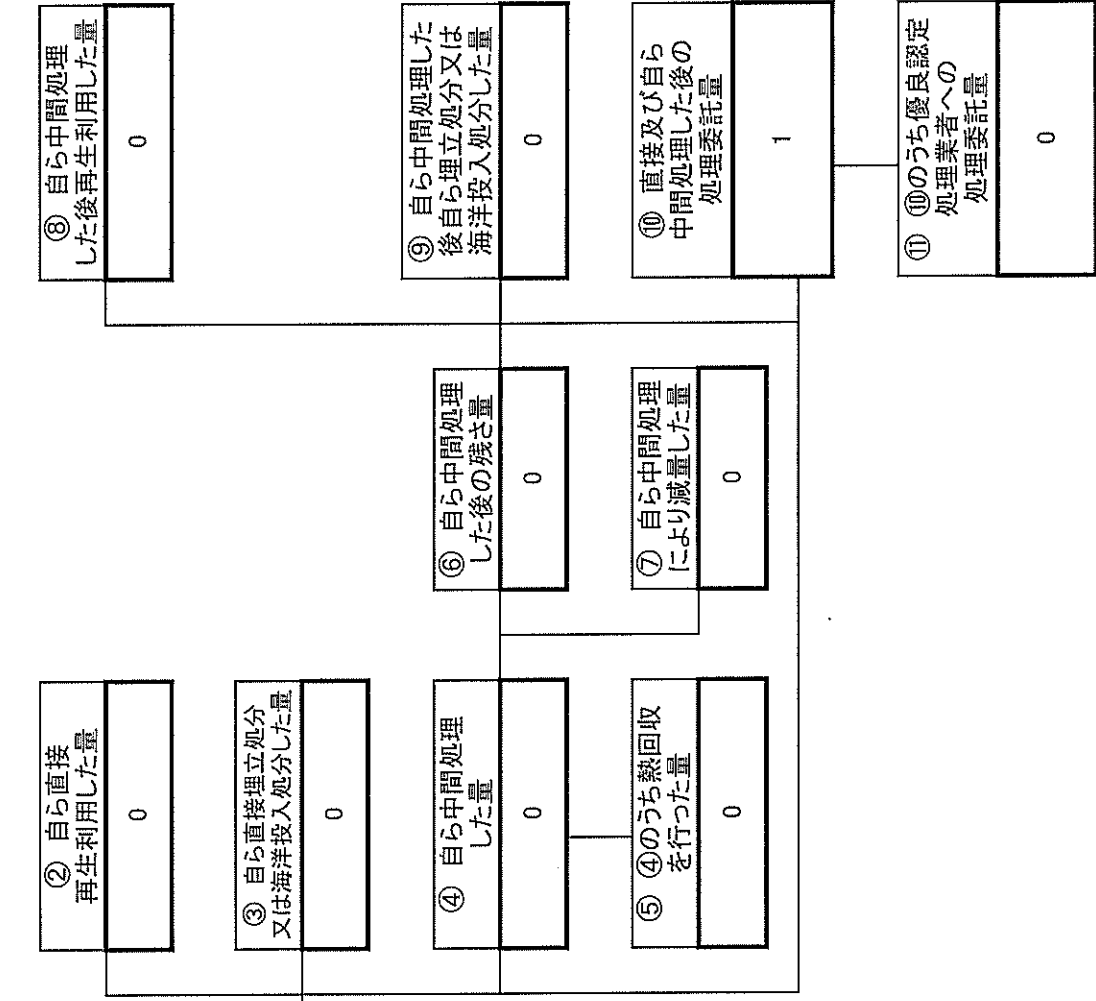 ② 自ら直接
再生利用した量
0
③ 自ら直接埋立処分
又は海洋投入処分した量
0
④ 自ら中間処理
した量
0
⑤ ④のうち熱回収
を行った量
0
⑥ 自ら中間処理
した後の残さ量
0
⑦ 自ら中間処理
により減量した量
0
⑧ 自ら中間処理
した後再生利用した量
0
⑨ 自ら中間処理した
後自ら埋立処分又は
海洋投入処分した量
0
⑩ 直接及び自ら
中間処理した後の
処理委託量
1
⑪ ⑩のうち優良認定
処理業者への
処理委託量
0